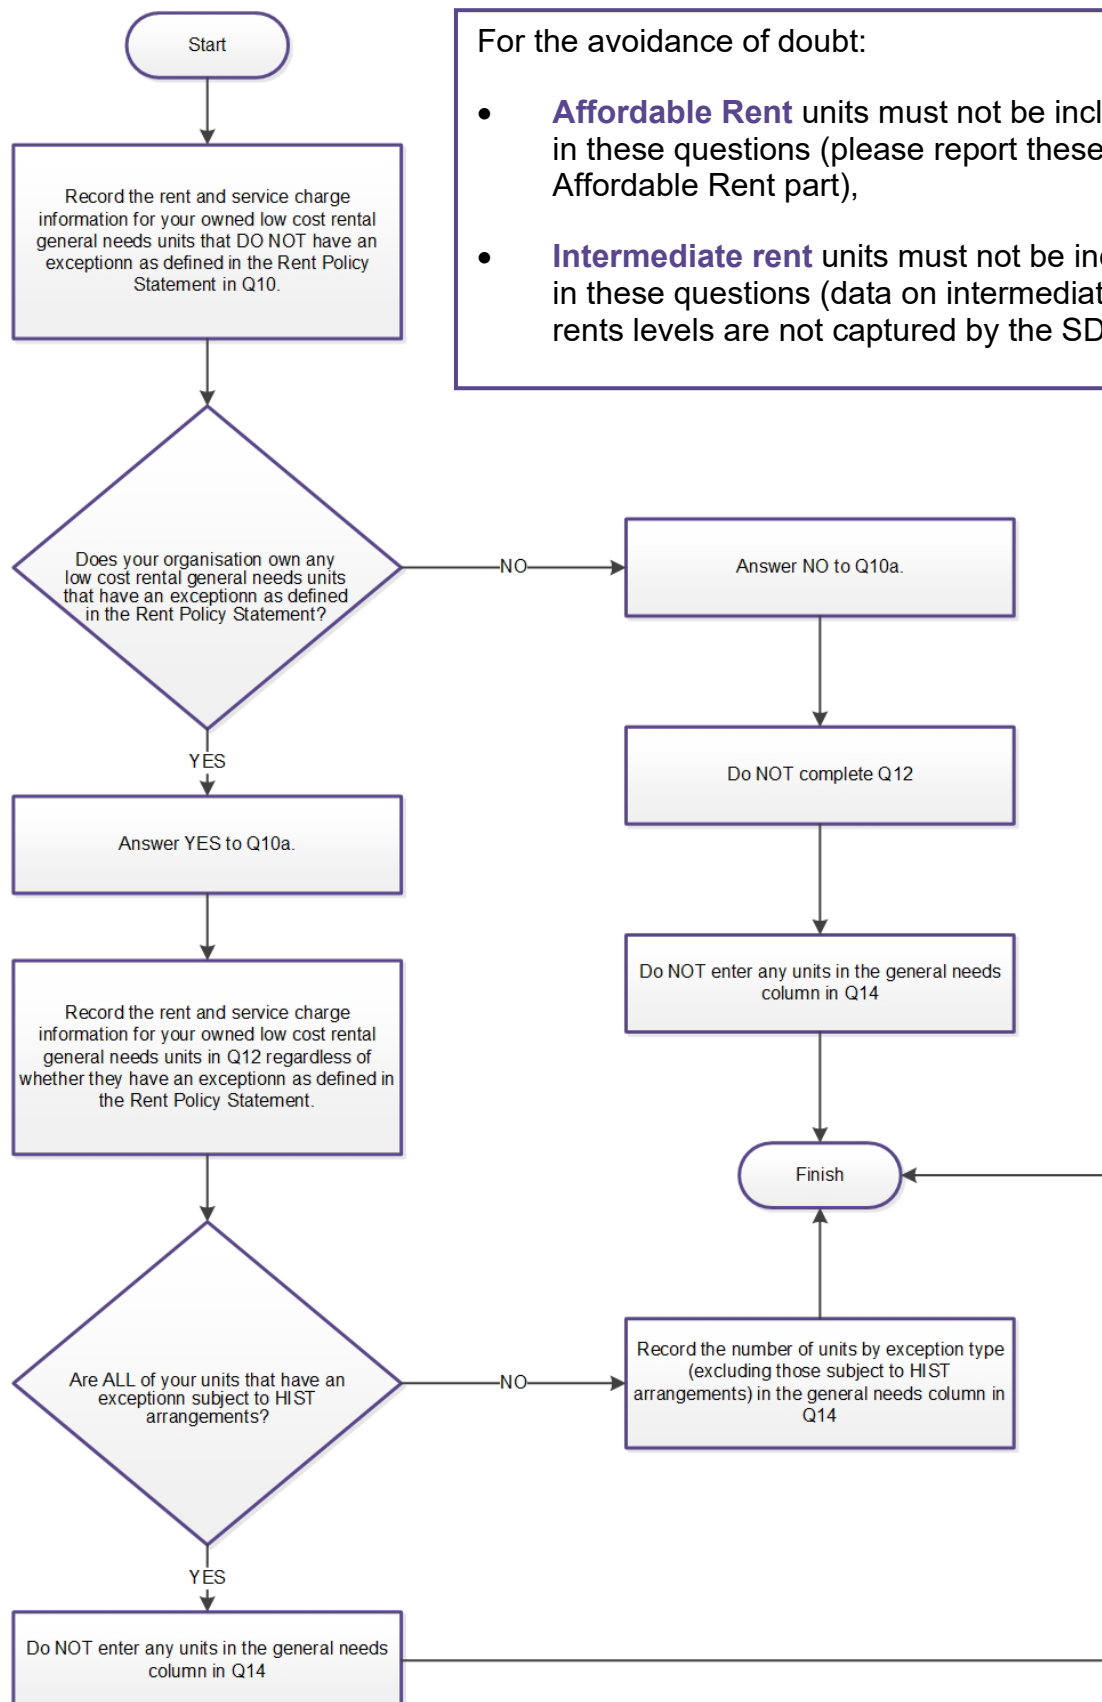 Start
For the avoidance of doubt:
• Affordable Rent units must not be incl
in these questions (please report these
Affordable Rent part),
• Intermediate rent units must not be in
in these questions (data on intermediat
rents levels are not captured by the SD
Record the rent and service charge
information for your owned low cost rental
general needs units that DO NOT have an
exceptionn as defined in the Rent Policy
Statement in Q10.
Does your organisation own any
low cost rental general needs units
that have an exceptionn as defined
in the Rent Policy Statement?
NO
Answer NO to Q10a.
Do NOT complete Q12
YES
Answer YES to Q10a.
Do NOT enter any units in the general needs
column in Q14
Record the rent and service charge
information for your owned low cost rental
general needs units in Q12 regardless of
whether they have an exceptionn as defined in
the Rent Policy Statement.
Finish
Are ALL of your units that have an
exceptionn subject to HIST
arrangements?
NO
Record the number of units by exception type
(excluding those subject to HIST
arrangements) in the general needs column in
Q14
YES
Do NOT enter any units in the general needs
column in Q14